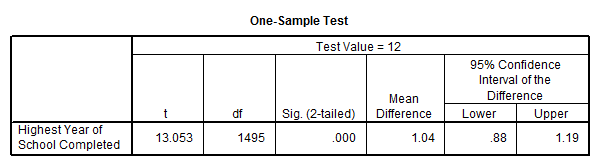 One-Sample Test
Test Value = 12
95% Confidence
Interval of the
Difference
t df Sig. (2-tailed) Mean
Difference Lower Upper
Highest Year of
School Completed 13.053 1495 .000 1.04 .88 1.19